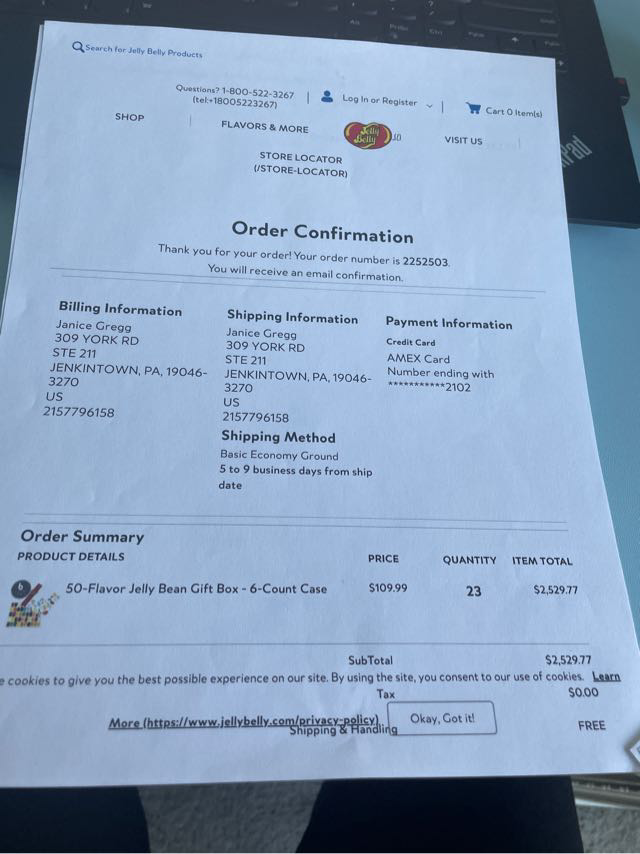 Search for Jelly Belly Products
Questions? 1-800-522-3267
(tel:+18005223267)
Log In or Register
Cart 0 Item(s)
SHOP
FLAVORS & MORE
Jelly
Belly
VISIT US
STORE LOCATOR
(/STORE-LOCATOR)
Order Confirmation
Thank you for your order! Your order number is 2252503.
You will receive an email confirmation.
Billing Information
Janice Gregg
309 YORK RD
STE 211
JENKINTOWN, PA, 19046-
3270
US
2157796158
Shipping Information
Janice Gregg
309 YORK RD
STE 211
JENKINTOWN, PA, 19046-
3270
US
2157796158
Shipping Method
Basic Economy Ground
5 to 9 business days from ship
date
Payment Information
Credit Card
AMEX Card
Number ending with
***********2102
Order Summary
PRODUCT DETAILS PRICE QUANTITY ITEM TOTAL
50-Flavor Jelly Bean Gift Box - 6-Count Case $109.99 23 $2,529.77
SubTotal $2,529.77
e cookies to give you the best possible experience on our site. By using the site, you consent to our use of cookies. Learn
Tax $0.00
More (https://www.jellybelly.com/privacy-policy) Okay, Got it!
Shipping & Handling FREE
Pad